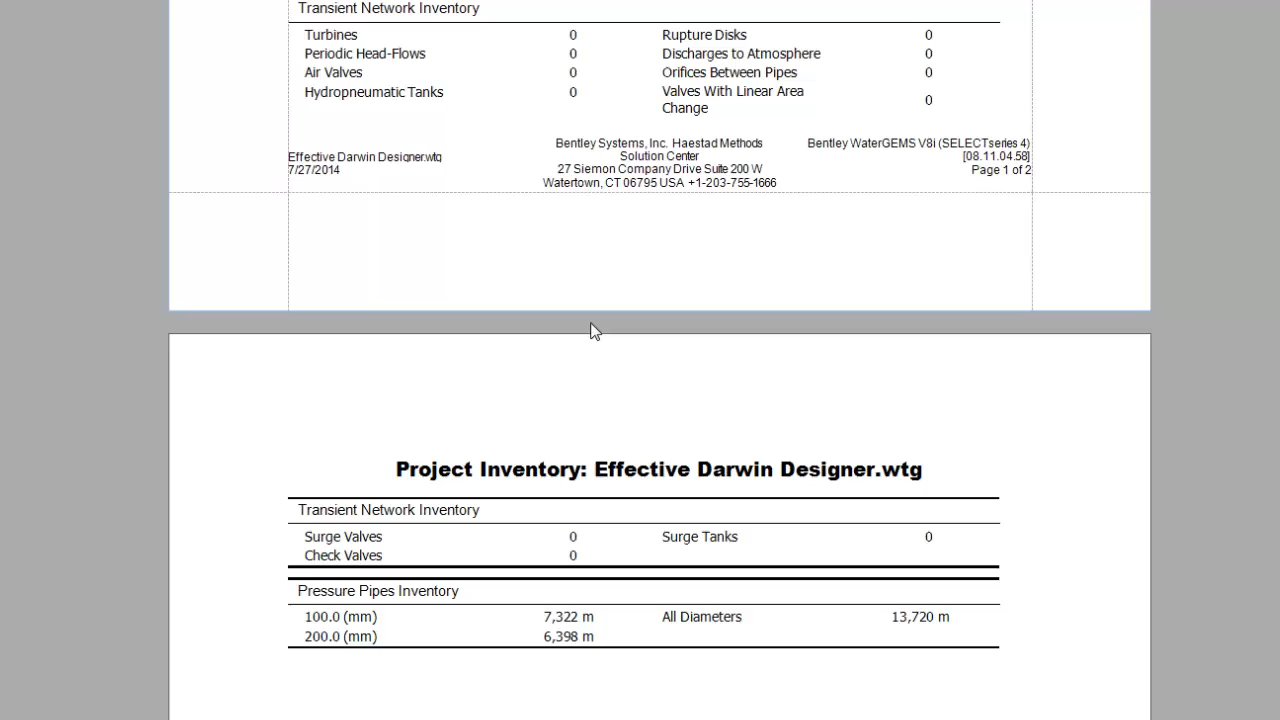 Transient Network Inventory
Turbines 0 Rupture Disks 0
Periodic Head-Flows 0 Discharges to Atmosphere 0
Air Valves 0 Orifices Between Pipes 0
Hydropneumatic Tanks 0 Valves With Linear Area Change 0
Effective Darwin Designer.wtg
7/27/2014
Bentley Systems, Inc. Haestad Methods
Solution Center
27 Siemon Company Drive Suite 200 W
Watertown, CT 06795 USA +1-203-755-1666
Bentley WaterGEMS V8i (SELECTseries 4)
[08.11.04.58]
Page 1 of 2
Project Inventory: Effective Darwin Designer.wtg
Transient Network Inventory
Surge Valves 0 Surge Tanks 0
Check Valves 0
Pressure Pipes Inventory
100.0 (mm) 7,322 m All Diameters 13,720 m
200.0 (mm) 6,398 m